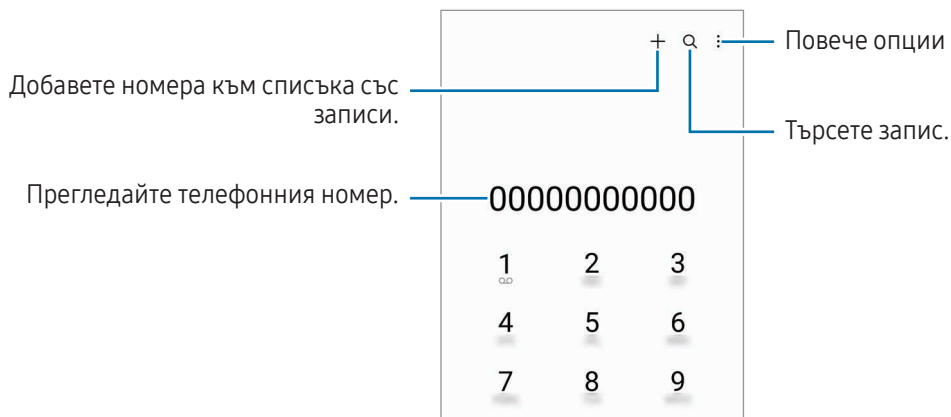 Повече опции
Добавете номера към списъка със
записи.
Търсете запис.
Прегледайте телефонния номер.
00000000000
1 2 3
4 5 6
7 8 9